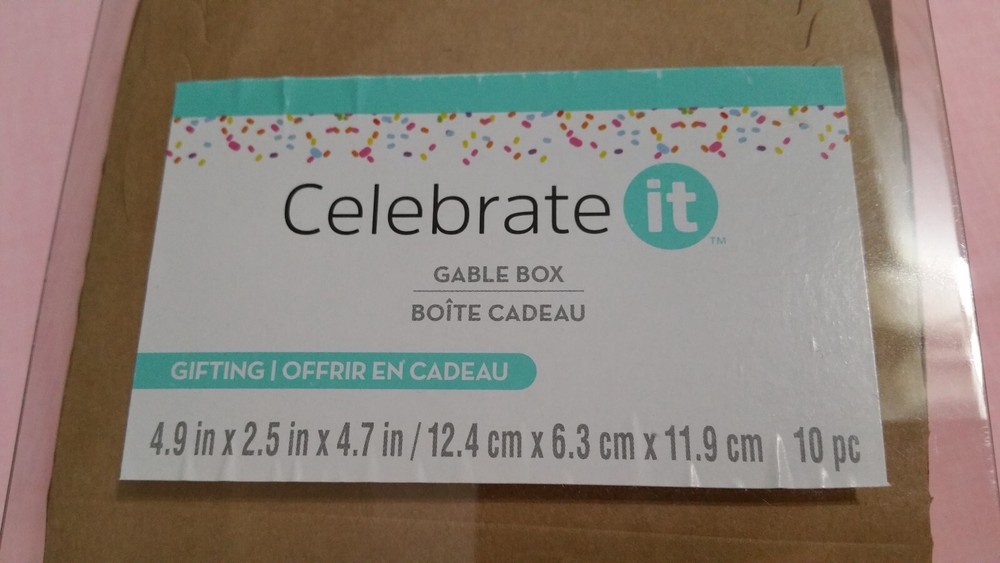 Celebrate it™
GABLE BOX
BOÎTE CADEAU
GIFTING | OFFRIR EN CADEAU
4.9 in x 2.5 in x 4.7 in / 12.4 cm x 6.3 cm x 11.9 cm 10 pc